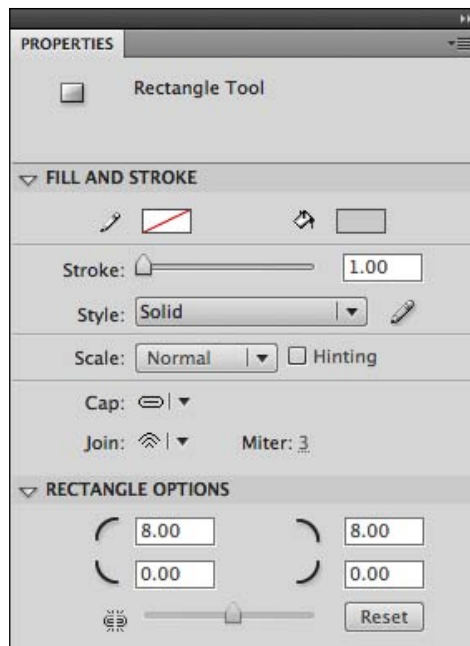 PROPERTIES
Rectangle Tool
FILL AND STROKE
Stroke: 1.00
Style: Solid
Scale: Normal Hinting
Cap:
Join: Miter: 3
RECTANGLE OPTIONS
8.00 8.00
0.00 0.00
Reset